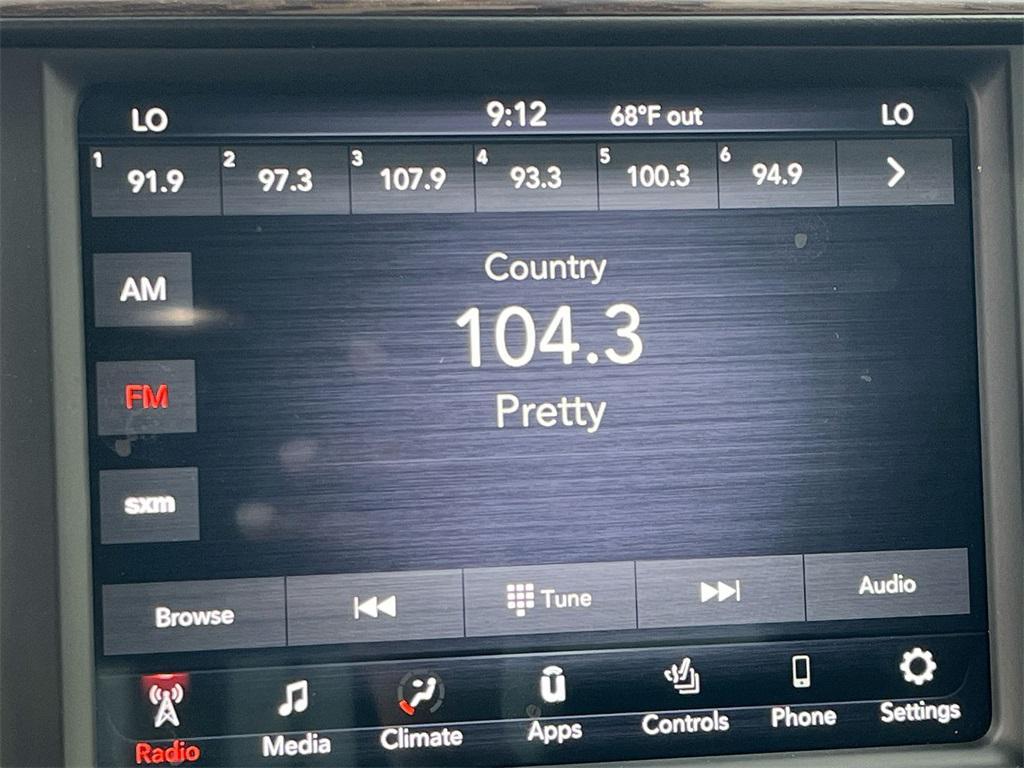 LO 9:12 68°F out LO
1 91.9 2 97.3 3 107.9 4 93.3 5 100.3 6 94.9 >
Country
AM
104.3
FM
Pretty
sxm
Browse Tune Audio
Radio Media Climate Apps Controls Phone Settings